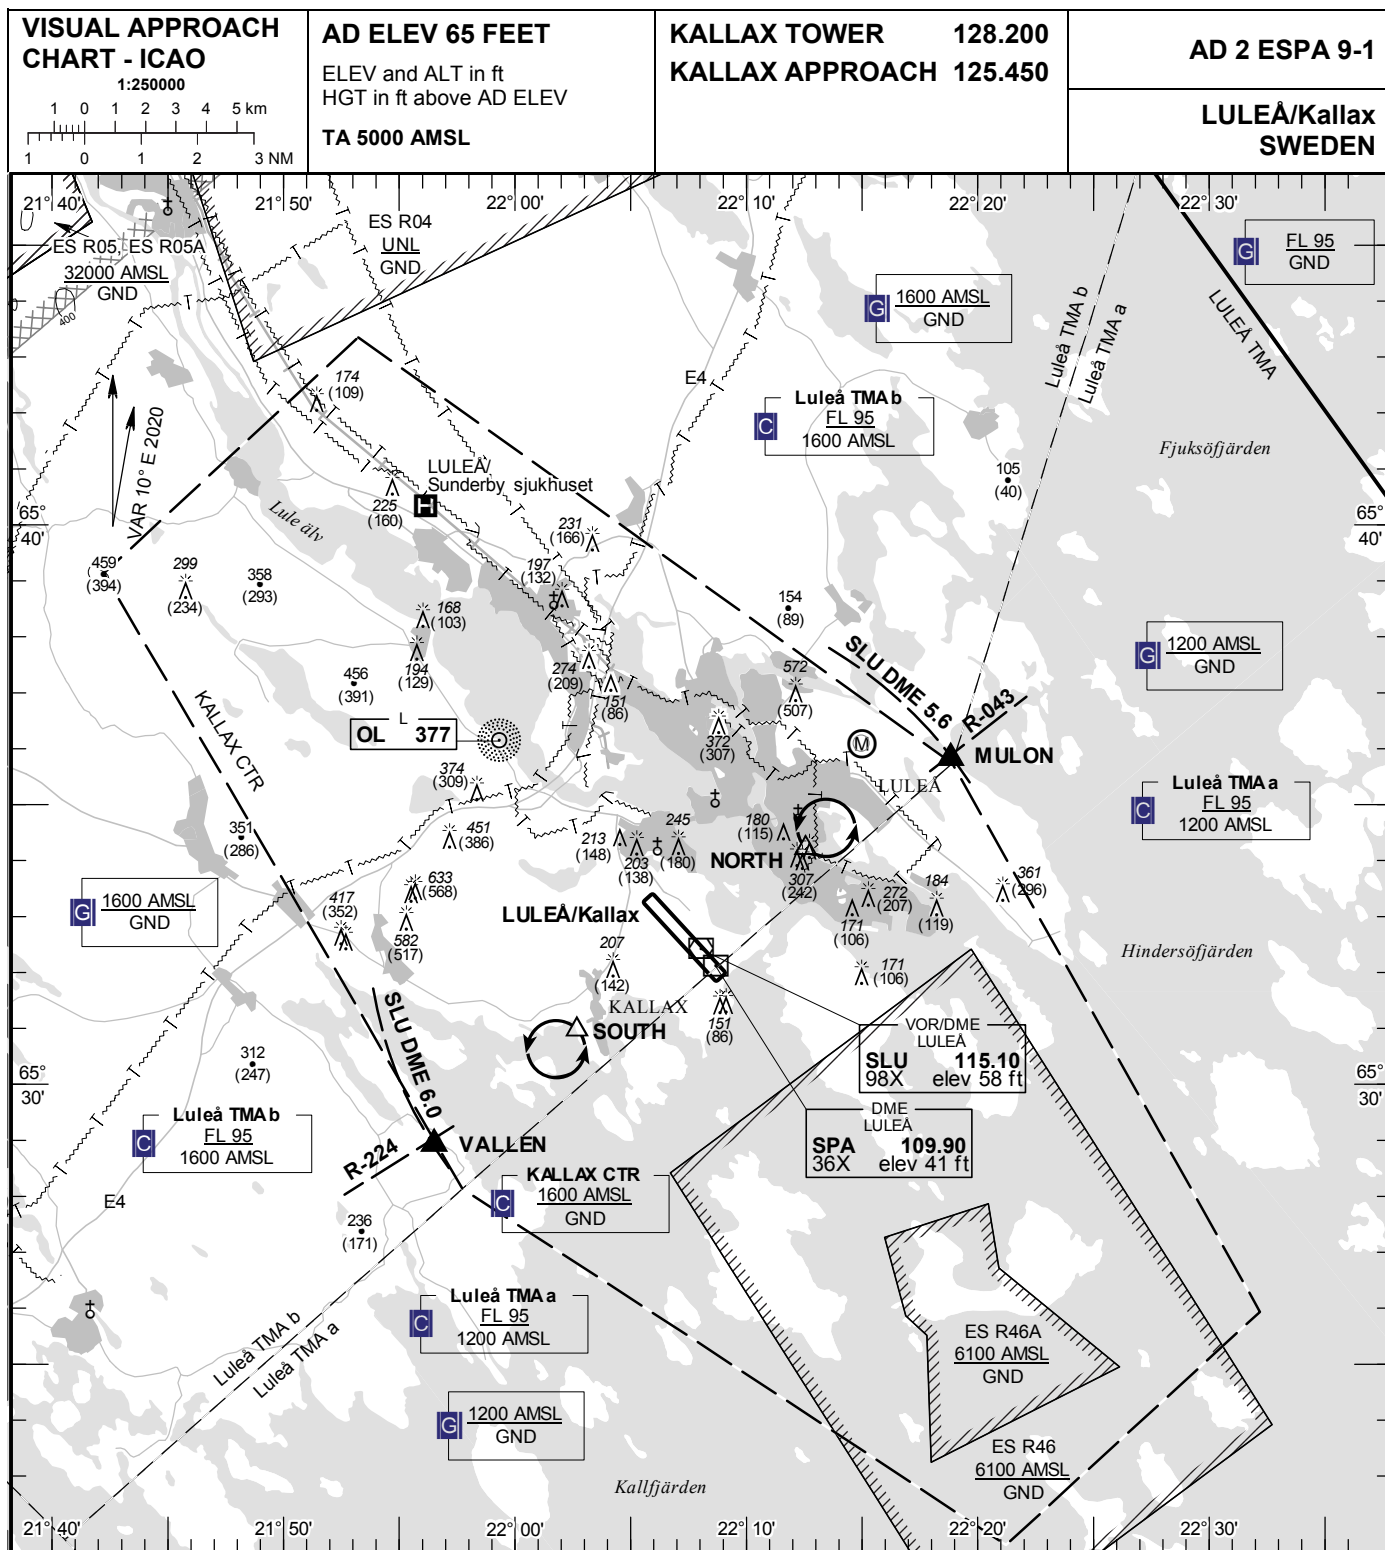 VISUAL APPROACH
CHART - ICAO
1:250000
1 0 1 2 3 4 5 km
1 0 1 2 3 NM
AD ELEV 65 FEET
ELEV and ALT in ft
HGT in ft above AD ELEV
TA 5000 AMSL
KALLAX TOWER 128.200
KALLAX APPROACH 125.450
AD 2 ESPA 9-1
LULEÅ/Kallax
SWEDEN
21° 40' 21° 50' 22° 00' 22° 10' 22° 20' 22° 30'
ES R05, ES R05A
32000 AMSL
GND
400
ES R04
UNL
GND
G
FL 95
GND
G
1600 AMSL
GND
Luleå TMA b
Luleå TMA a
LULEÅ TMA
E4
174
(109)
C
Luleå TMA b
FL 95
1600 AMSL
Fjuksöfjärden
VAR 10° E 2020
LULEÅ/
Sunderby sjukhuset
H
225
(160)
105
(40)
65°
40'
65°
40'
Lule älv
231
(166)
459
(394)
299
(234)
358
(293)
197
(132)
168
(103)
154
(89)
194
(129)
456
(391)
274
(209)
151
(86)
572
(507)
SLU DME 5.6
R-043
G
1200 AMSL
GND
KALLAX CTR
L
OL 377
372
(307)
M
MULON
374
(309)
LULEÅ
C
Luleå TMA a
FL 95
1200 AMSL
351
(286)
451
(386)
213
(148)
203
(138)
245
(180)
180
(115)
NORTH
307
(242)
272
(207)
184
(119)
361
(296)
171
(106)
G
1600 AMSL
GND
417
(352)
633
(568)
582
(517)
LULEÅ/Kallax
207
(142)
171
(106)
Hindersöfjärden
KALLAX
151
(86)
SOUTH
SLU DME 6.0
VOR/DME
LULEÅ
SLU 115.10
98X elev 58 ft
312
(247)
65°
30'
65°
30'
DME
LULEÅ
SPA 109.90
36X elev 41 ft
C
Luleå TMA b
FL 95
1600 AMSL
R-224
VALLEN
C
KALLAX CTR
1600 AMSL
GND
E4
236
(171)
C
Luleå TMA a
FL 95
1200 AMSL
Luleå TMA b
Luleå TMA a
ES R46A
6100 AMSL
GND
G
1200 AMSL
GND
ES R46
6100 AMSL
GND
Kallfjärden
21° 40' 21° 50' 22° 00' 22° 10' 22° 20' 22° 30'